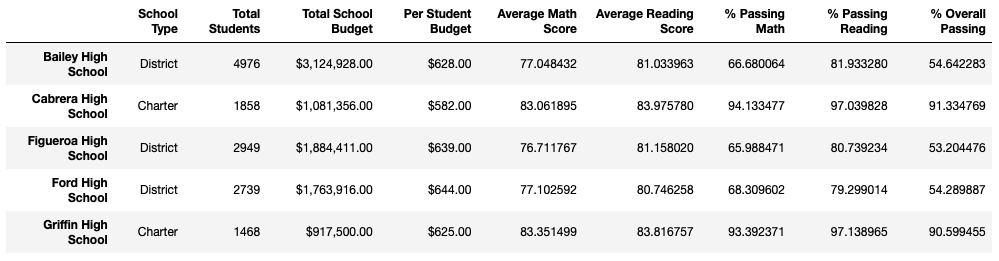 School Type Total Students Total School Budget Per Student Budget Average Math Score Average Reading Score % Passing Math % Passing Reading % Overall Passing
Bailey High School District 4976 $3,124,928.00 $628.00 77.048432 81.033963 66.680064 81.933280 54.642283
Cabrera High School Charter 1858 $1,081,356.00 $582.00 83.061895 83.975780 94.133477 97.039828 91.334769
Figueroa High School District 2949 $1,884,411.00 $639.00 76.711767 81.158020 65.988471 80.739234 53.204476
Ford High School District 2739 $1,763,916.00 $644.00 77.102592 80.746258 68.309602 79.299014 54.289887
Griffin High School Charter 1468 $917,500.00 $625.00 83.351499 83.816757 93.392371 97.138965 90.599455